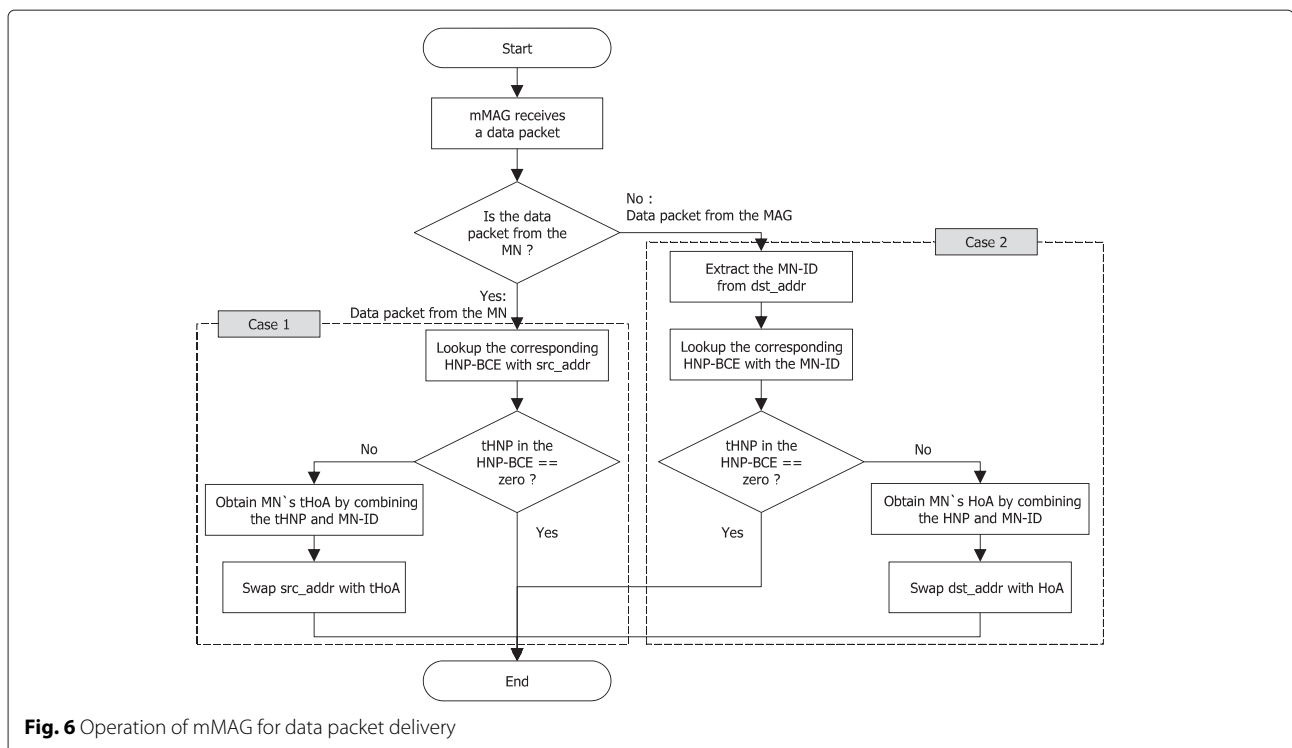 Start
mMAG receives
a data packet
Is the data
packet from the
MN ?
No :
Data packet from the MAG
Yes:
Data packet from the MN
Case 1
Lookup the corresponding
HNP-BCE with src_addr
tHNP in the
HNP-BCE ==
zero ?
No
Yes
Obtain MN`s tHoA by combining
the tHNP and MN-ID
Swap src_addr with tHoA
Case 2
Extract the MN-ID
from dst_addr
Lookup the corresponding
HNP-BCE with the MN-ID
tHNP in the
HNP-BCE ==
zero ?
No
Yes
Obtain MN`s HoA by combining
the HNP and MN-ID
Swap dst_addr with HoA
End
Fig. 6 Operation of mMAG for data packet delivery